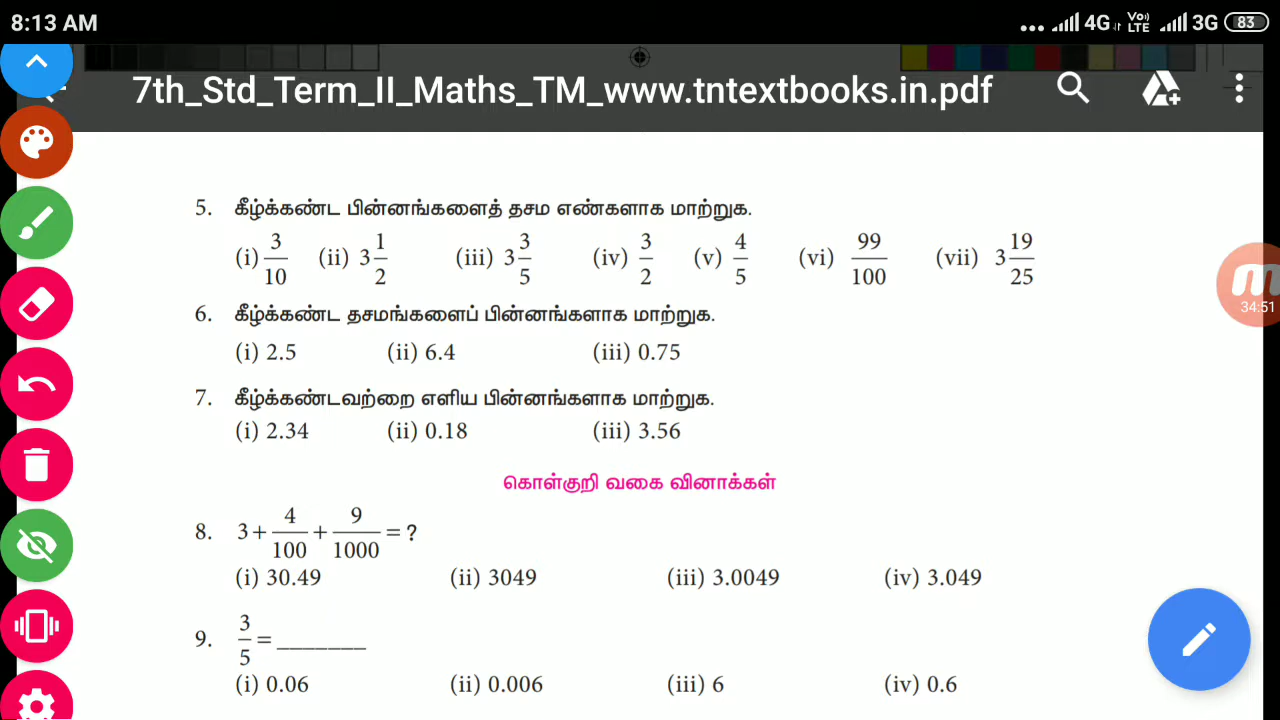 8:13 AM
4G Vo) LTE 3G 83
7th_Std_Term_II_Maths_TM_www.tntextbooks.in.pdf
34:51
5. கீழ்க்கண்ட பின்னங்களைத் தசம எண்களாக மாற்றுக.
(i) 3/10 (ii) 3 1/2 (iii) 3 3/5 (iv) 3/2 (v) 4/5 (vi) 99/100 (vii) 3 19/25
6. கீழ்க்கண்ட தசமங்களைப் பின்னங்களாக மாற்றுக.
(i) 2.5 (ii) 6.4 (iii) 0.75
7. கீழ்க்கண்டவற்றை எளிய பின்னங்களாக மாற்றுக.
(i) 2.34 (ii) 0.18 (iii) 3.56
கொள்குறி வகை வினாக்கள்
8. 3 + 4/100 + 9/1000 = ?
(i) 30.49 (ii) 3049 (iii) 3.0049 (iv) 3.049
9. 3/5 = _______
(i) 0.06 (ii) 0.006 (iii) 6 (iv) 0.6